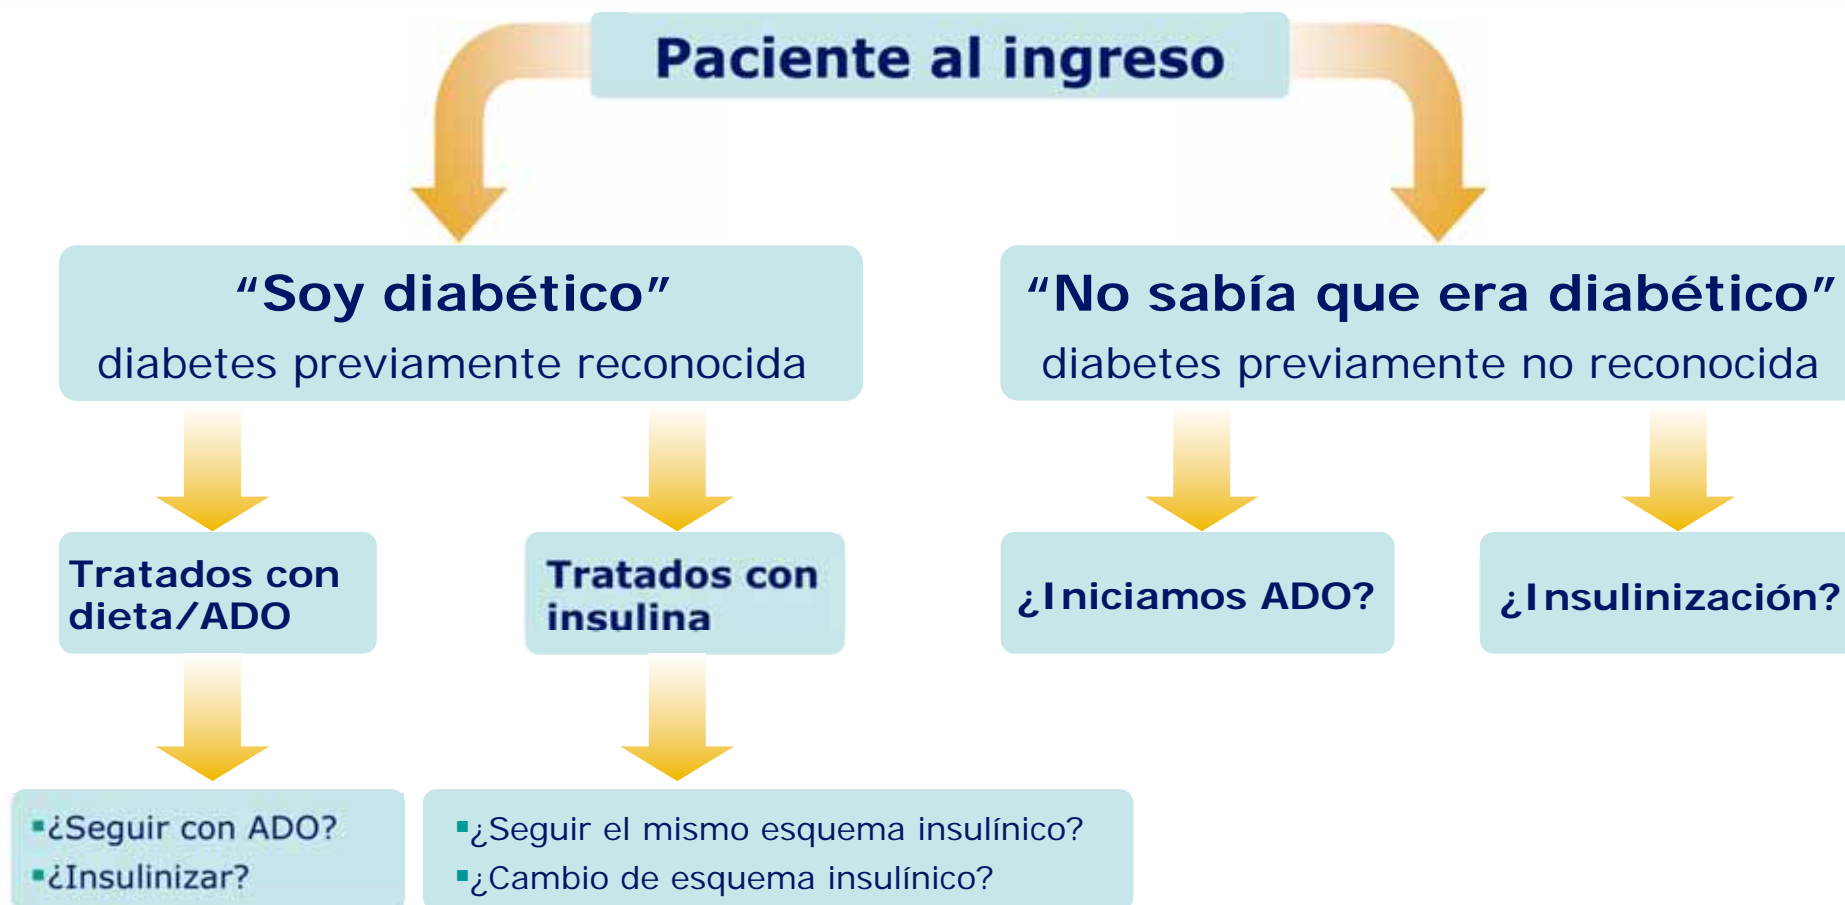 Paciente al ingreso
“Soy diabético”
diabetes previamente reconocida
“No sabía que era diabético”
diabetes previamente no reconocida
Tratados con
dieta/ADO
Tratados con
insulina
¿Iniciamos ADO?
¿Insulinización?
▪¿Seguir con ADO?
▪¿Insulinizar?
▪¿Seguir el mismo esquema insulínico?
▪¿Cambio de esquema insulínico?